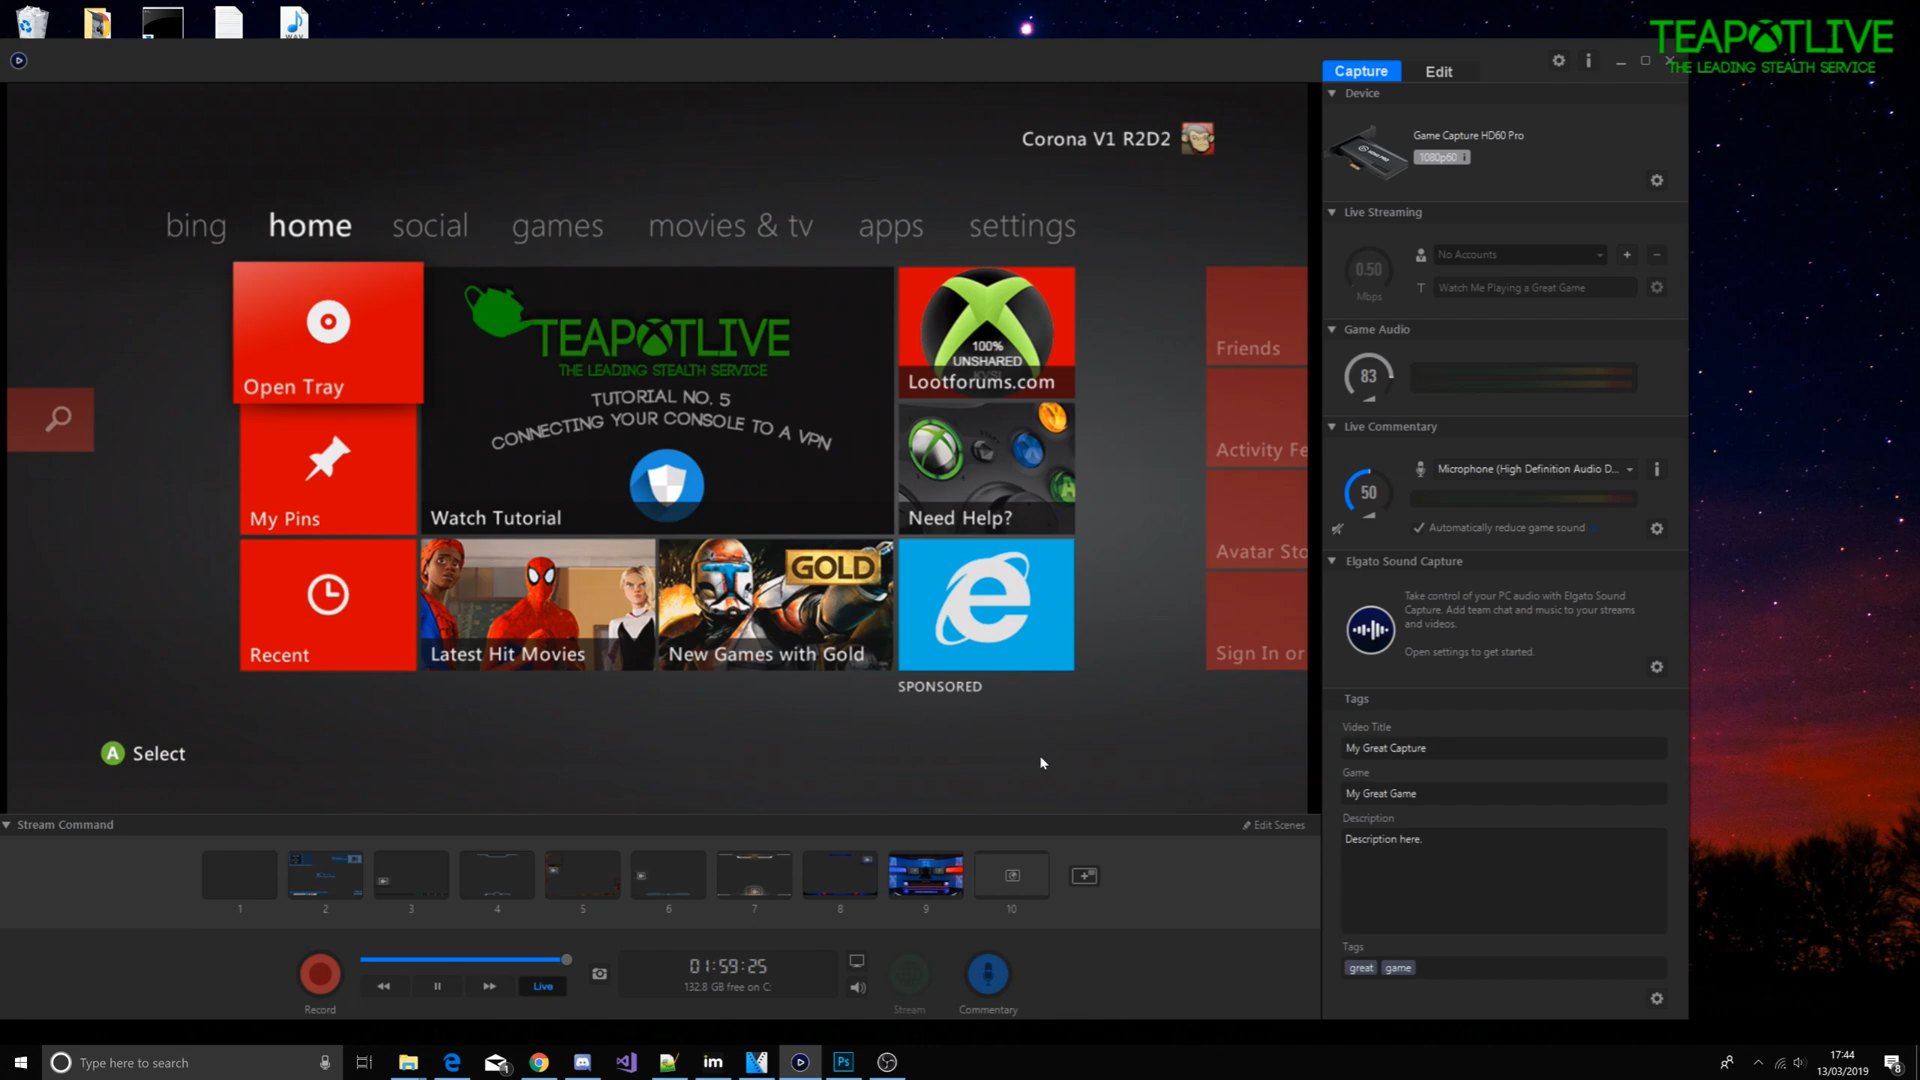 TEAPOTLIVE
THE LEADING STEALTH SERVICE
Capture
Edit
Device
Game Capture HD60 Pro
1080p60 i
Corona V1 R2D2
bing
home
social
games
movies & tv
apps
settings
Live Streaming
0.50
Mbps
No Accounts
T
Watch Me Playing a Great Game
Open Tray
TEAPOTLIVE
THE LEADING STEALTH SERVICE
TUTORIAL NO. 5
CONNECTING YOUR CONSOLE TO A VPN
Watch Tutorial
100%
UNSHARED
KVS!
Lootforums.com
Friends
Game Audio
83
My Pins
Need Help?
Activity Fe
Live Commentary
50
Microphone (High Definition Audio D...
Automatically reduce game sound
Recent
Latest Hit Movies
GOLD
New Games with Gold
SPONSORED
Avatar Sto
Sign In or
Elgato Sound Capture
Take control of your PC audio with Elgato Sound
Capture. Add team chat and music to your streams
and videos.
Open settings to get started.
A
Select
Tags
Video Title
My Great Capture
Game
My Great Game
Description
Description here.
Tags
great
game
Stream Command
Edit Scenes
1
2
3
4
5
6
7
8
9
10
Record
Live
01:59:25
132.8 GB free on C:
Stream
Commentary
Type here to search
1
im
Ps
17:44
13/03/2019
8